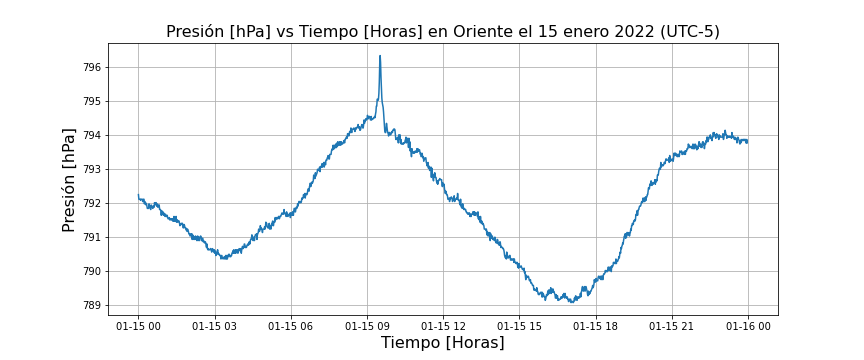 Presión [hPa] vs Tiempo [Horas] en Oriente el 15 enero 2022 (UTC-5)
Presión [hPa]
796
795
794
793
792
791
790
789
01-15 00 01-15 03 01-15 06 01-15 09 01-15 12 01-15 15 01-15 18 01-15 21 01-16 00
Tiempo [Horas]